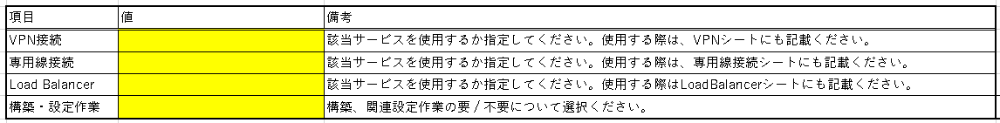 項目 値 備考
VPN接続 該当サービスを使用するか指定してください。使用する際は、VPNシートにも記載ください。
専用線接続 該当サービスを使用するか指定してください。使用する際は、専用線接続シートにも記載ください。
Load Balancer 該当サービスを使用するか指定してください。使用する際はLoadBalancerシートにも記載ください。
構築・設定作業 構築、関連設定作業の要/不要について選択ください。